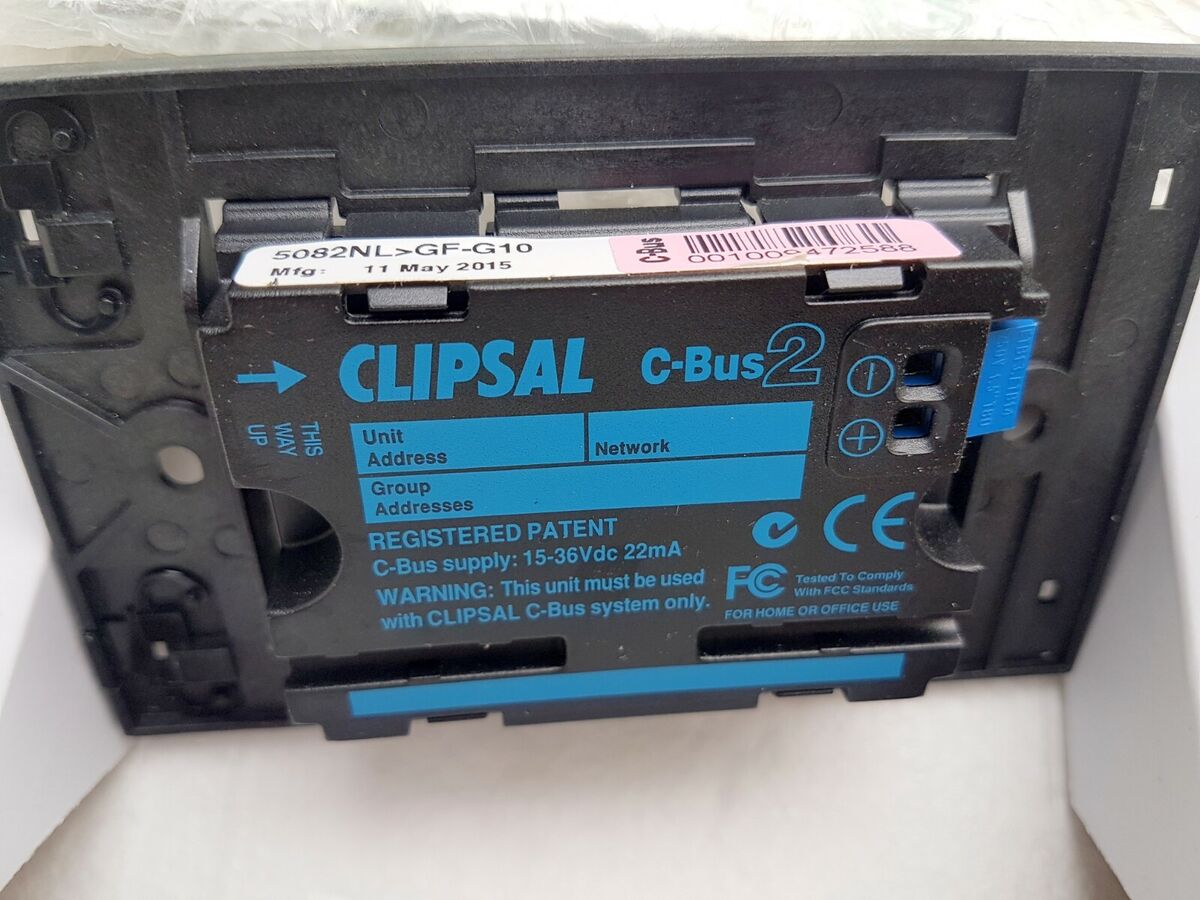 5082NL>GF-G10
Mfg: 11 May 2015
C-Bus
001009472588
CLIPSAL
C-Bus2
THIS
WAY
UP
Unit
Address
Network
Group
Addresses
REGISTERED PATENT
C-Bus supply: 15-36Vdc 22mA
WARNING: This unit must be used
with CLIPSAL C-Bus system only.
CE
FC
Tested To Comply
With FCC Standards
FOR HOME OR OFFICE USE